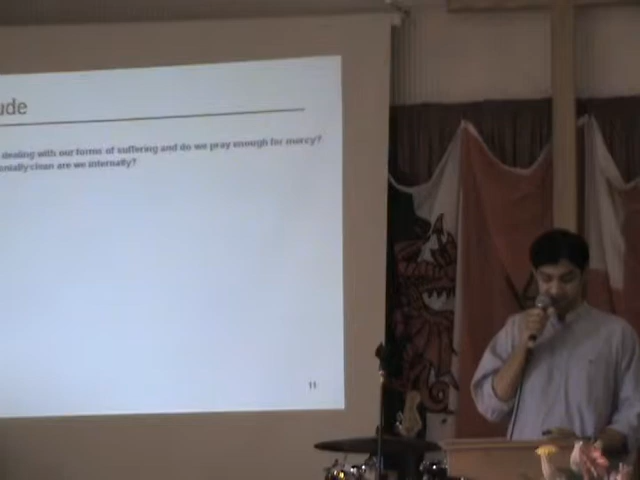 ude
dealing with our forms of suffering and do we pray enough for mercy?
onially clean are we internally?
11